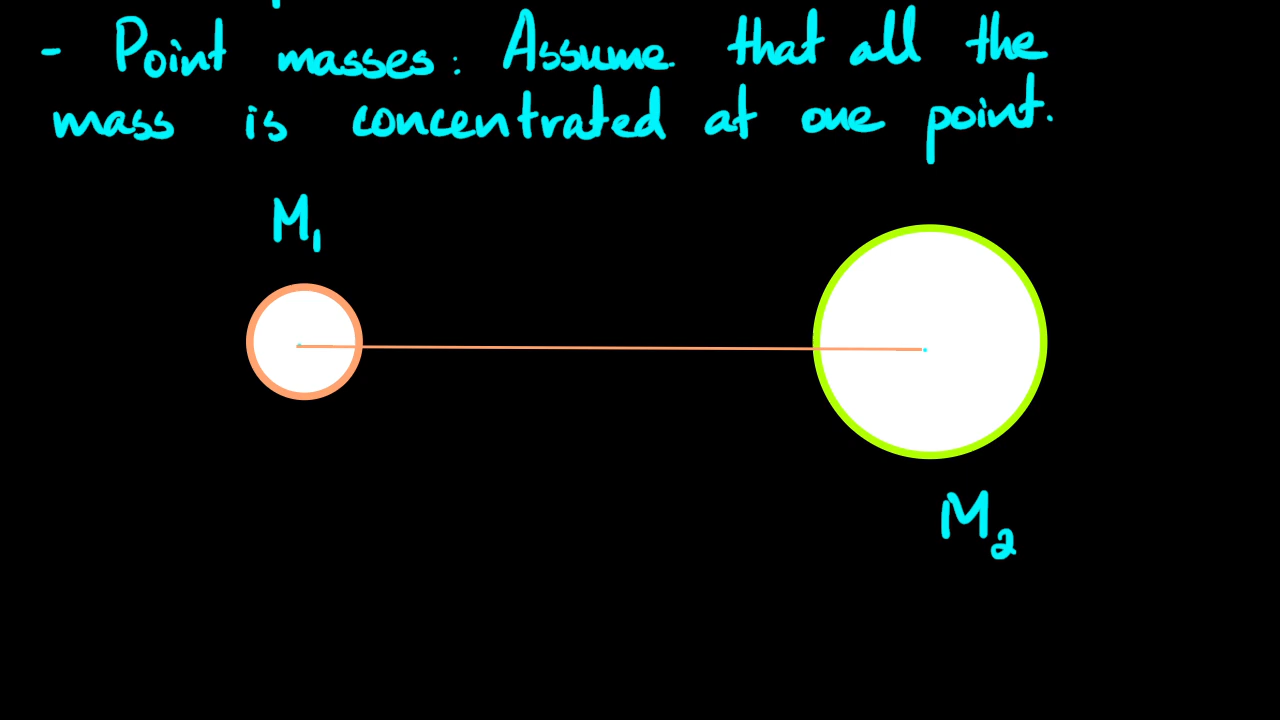 - Point masses: Assume that all the
mass is concentrated at one point.
M₁
M₂